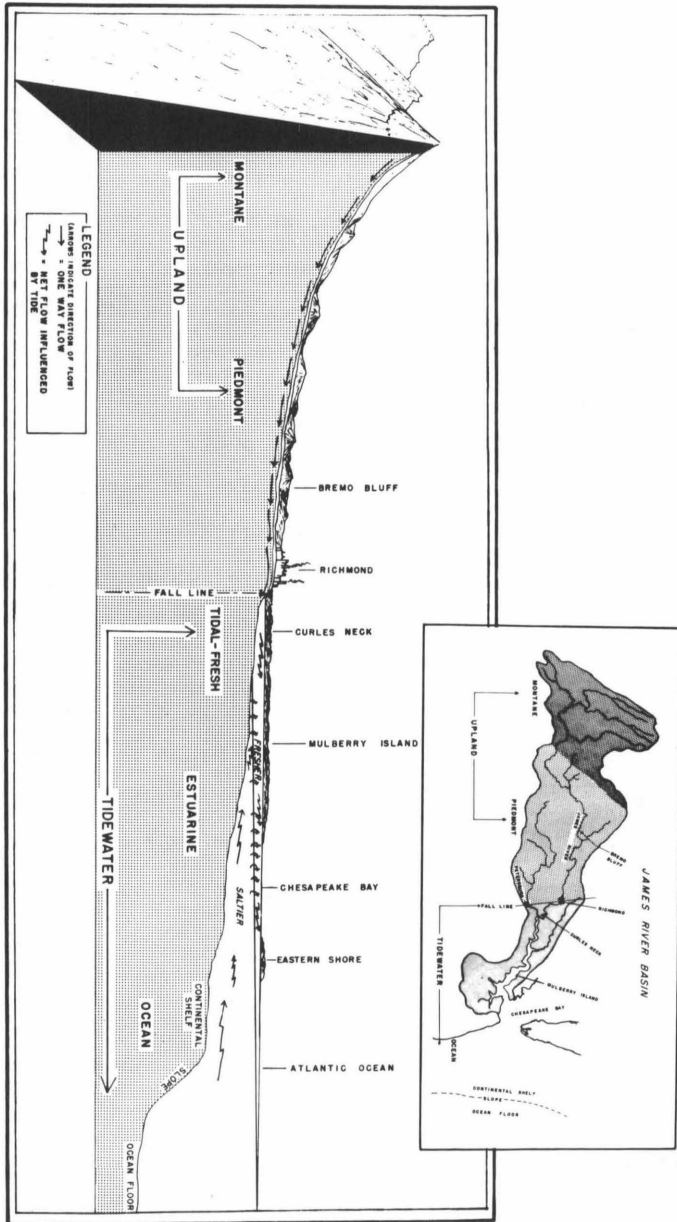 MONTANE
UPLAND
PIEDMONT
BREMO BLUFF
RICHMOND
FALL LINE
TIDAL-FRESH
CURLES NECK
MULBERRY ISLAND
FRESHER
ESTUARINE
TIDEWATER
CHESAPEAKE BAY
SALTIER
EASTERN SHORE
CONTINENTAL
SHELF
OCEAN
ATLANTIC OCEAN
SLOPE
OCEAN FLOOR
LEGEND
(ARROWS INDICATE DIRECTION OF FLOW)
= ONE WAY FLOW
= NET FLOW INFLUENCED
BY TIDE
JAMES RIVER BASIN
MONTANE
UPLAND
PIEDMONT
JAMES
RIVER
BREMO
BLUFF
FALL LINE
RICHMOND
CURLES NECK
TIDEWATER
MULBERRY ISLAND
CHESAPEAKE BAY
OCEAN
CONTINENTAL SHELF
SLOPE
OCEAN FLOOR